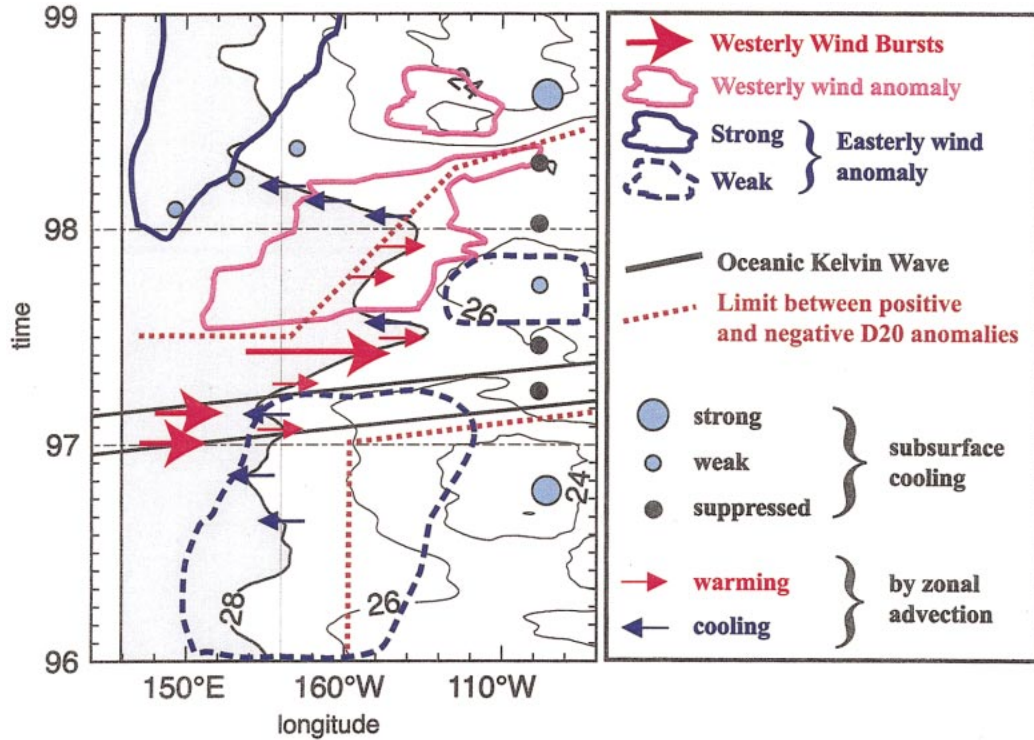 99
98
97
96
time
150°E
160°W
110°W
longitude
24
26
24
26
28
Westerly Wind Bursts
Westerly wind anomaly
Strong
Weak
Easterly wind
anomaly
Oceanic Kelvin Wave
Limit between positive
and negative D20 anomalies
strong
weak
suppressed
subsurface
cooling
warming
cooling
by zonal
advection